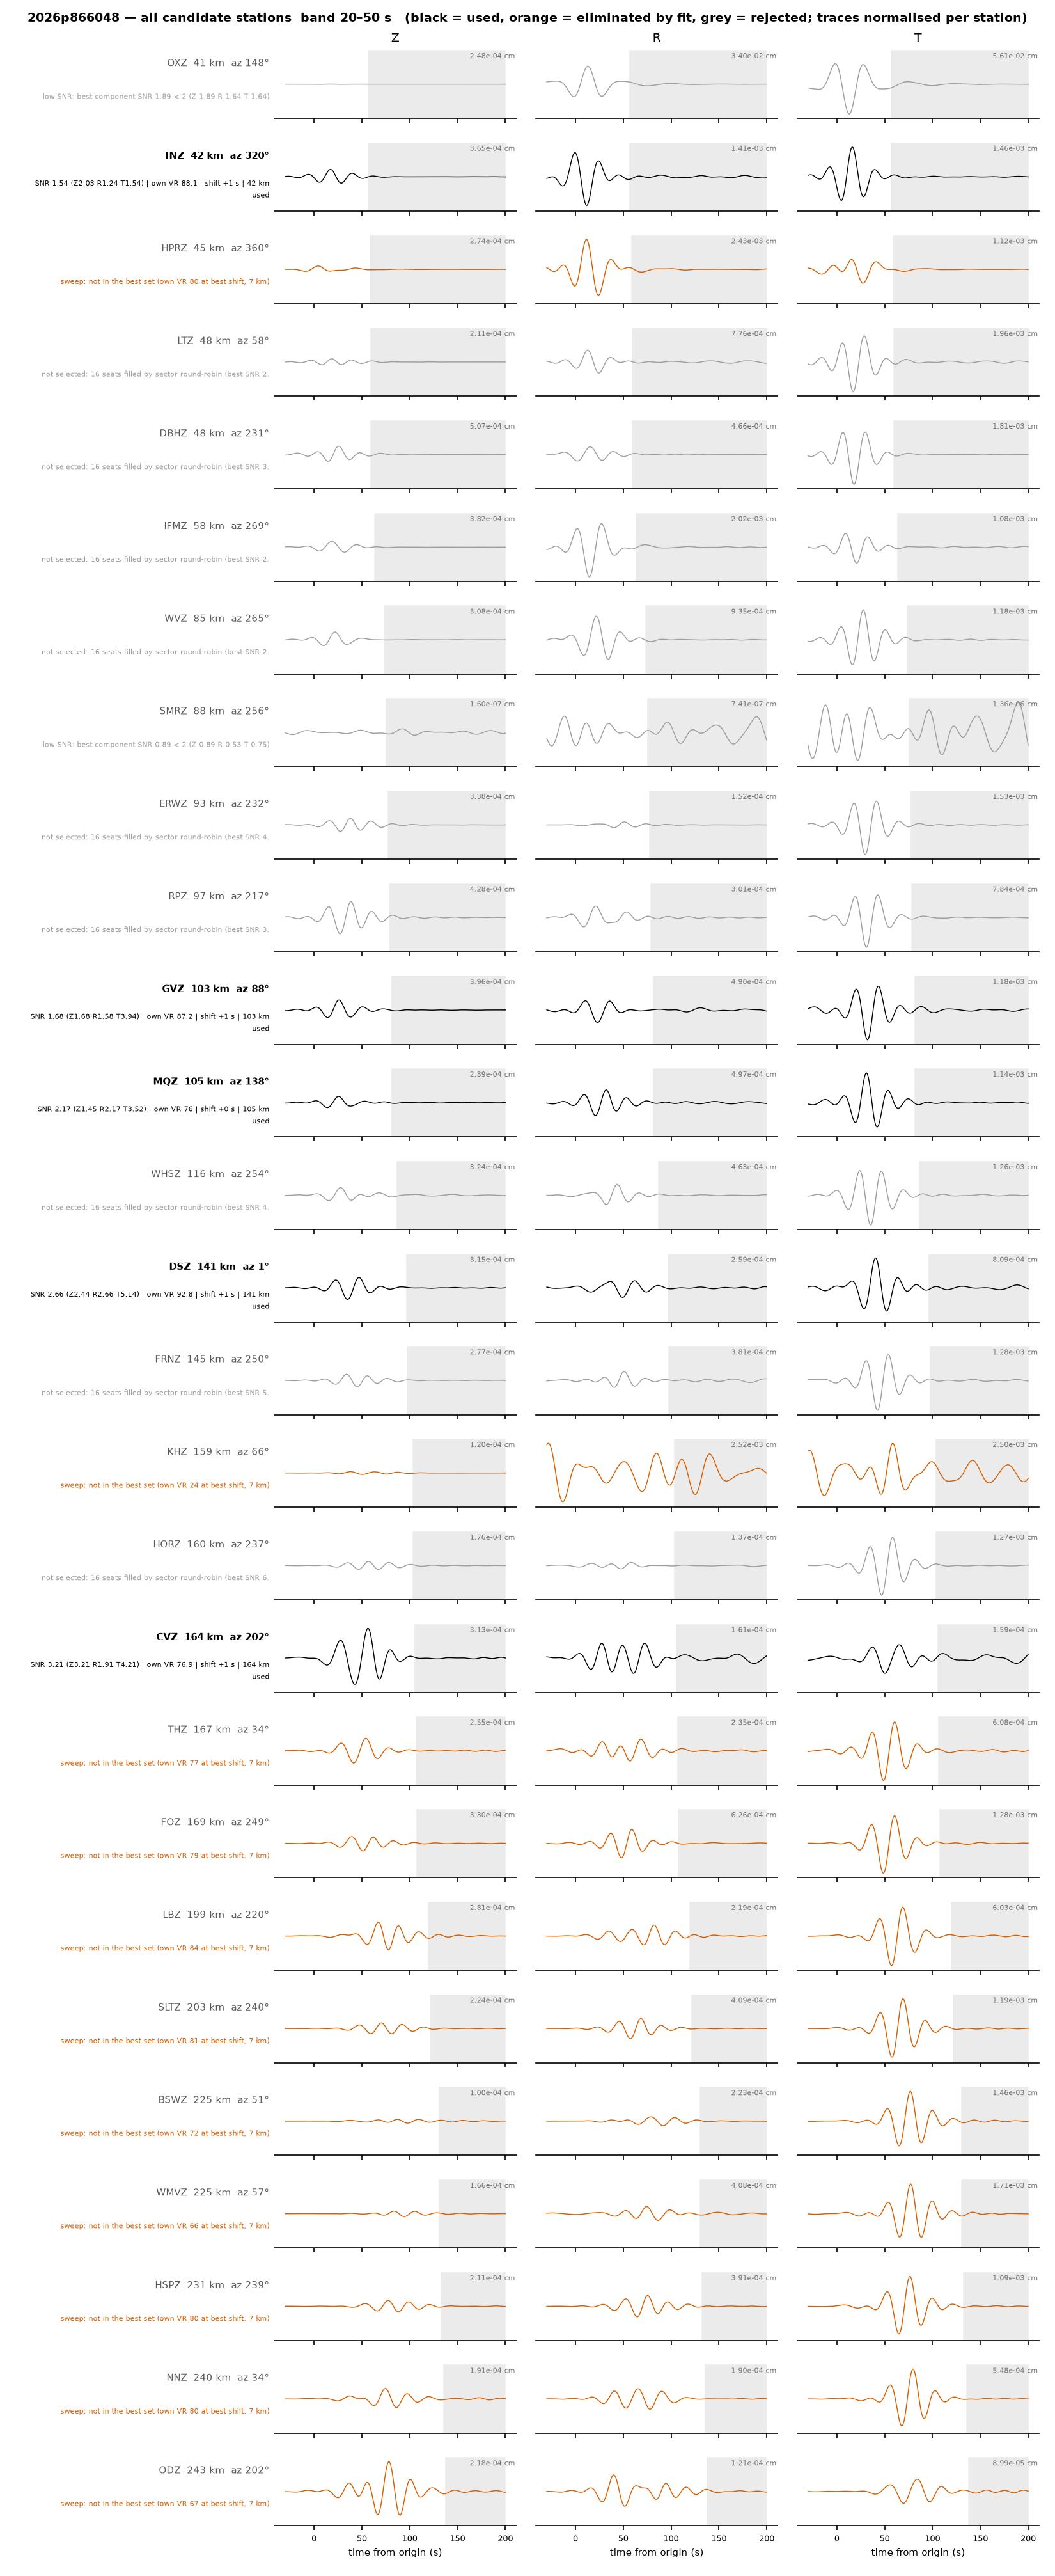 2026p866048 — all candidate stations  band 20–50 s   (black = used, orange = eliminated by fit, grey = rejected; traces normalised per station)
Z R T
OXZ  41 km  az 148°
low SNR: best component SNR 1.89 < 2 (Z 1.89 R 1.64 T 1.64)
2.48e-04 cm 3.40e-02 cm 5.61e-02 cm
INZ  42 km  az 320°
SNR 1.54 (Z2.03 R1.24 T1.54) | own VR 88.1 | shift +1 s | 42 km
used
3.65e-04 cm 1.41e-03 cm 1.46e-03 cm
HPRZ  45 km  az 360°
sweep: not in the best set (own VR 80 at best shift, 7 km)
2.74e-04 cm 2.43e-03 cm 1.12e-03 cm
LTZ  48 km  az 58°
not selected: 16 seats filled by sector round-robin (best SNR 2.
2.11e-04 cm 7.76e-04 cm 1.96e-03 cm
DBHZ  48 km  az 231°
not selected: 16 seats filled by sector round-robin (best SNR 3.
5.07e-04 cm 4.66e-04 cm 1.81e-03 cm
IFMZ  58 km  az 269°
not selected: 16 seats filled by sector round-robin (best SNR 2.
3.82e-04 cm 2.02e-03 cm 1.08e-03 cm
WVZ  85 km  az 265°
not selected: 16 seats filled by sector round-robin (best SNR 2.
3.08e-04 cm 9.35e-04 cm 1.18e-03 cm
SMRZ  88 km  az 256°
low SNR: best component SNR 0.89 < 2 (Z 0.89 R 0.53 T 0.75)
1.60e-07 cm 7.41e-07 cm 1.36e-06 cm
ERWZ  93 km  az 232°
not selected: 16 seats filled by sector round-robin (best SNR 4.
3.38e-04 cm 1.52e-04 cm 1.53e-03 cm
RPZ  97 km  az 217°
not selected: 16 seats filled by sector round-robin (best SNR 3.
4.28e-04 cm 3.01e-04 cm 7.84e-04 cm
GVZ  103 km  az 88°
SNR 1.68 (Z1.68 R1.58 T3.94) | own VR 87.2 | shift +1 s | 103 km
used
3.96e-04 cm 4.90e-04 cm 1.18e-03 cm
MQZ  105 km  az 138°
SNR 2.17 (Z1.45 R2.17 T3.52) | own VR 76 | shift +0 s | 105 km
used
2.39e-04 cm 4.97e-04 cm 1.14e-03 cm
WHSZ  116 km  az 254°
not selected: 16 seats filled by sector round-robin (best SNR 4.
3.24e-04 cm 4.63e-04 cm 1.26e-03 cm
DSZ  141 km  az 1°
SNR 2.66 (Z2.44 R2.66 T5.14) | own VR 92.8 | shift +1 s | 141 km
used
3.15e-04 cm 2.59e-04 cm 8.09e-04 cm
FRNZ  145 km  az 250°
not selected: 16 seats filled by sector round-robin (best SNR 5.
2.77e-04 cm 3.81e-04 cm 1.28e-03 cm
KHZ  159 km  az 66°
sweep: not in the best set (own VR 24 at best shift, 7 km)
1.20e-04 cm 2.52e-03 cm 2.50e-03 cm
HORZ  160 km  az 237°
not selected: 16 seats filled by sector round-robin (best SNR 6.
1.76e-04 cm 1.37e-04 cm 1.27e-03 cm
CVZ  164 km  az 202°
SNR 3.21 (Z3.21 R1.91 T4.21) | own VR 76.9 | shift +1 s | 164 km
used
3.13e-04 cm 1.61e-04 cm 1.59e-04 cm
THZ  167 km  az 34°
sweep: not in the best set (own VR 77 at best shift, 7 km)
2.55e-04 cm 2.35e-04 cm 6.08e-04 cm
FOZ  169 km  az 249°
sweep: not in the best set (own VR 79 at best shift, 7 km)
3.30e-04 cm 6.26e-04 cm 1.28e-03 cm
LBZ  199 km  az 220°
sweep: not in the best set (own VR 84 at best shift, 7 km)
2.81e-04 cm 2.19e-04 cm 6.03e-04 cm
SLTZ  203 km  az 240°
sweep: not in the best set (own VR 81 at best shift, 7 km)
2.24e-04 cm 4.09e-04 cm 1.19e-03 cm
BSWZ  225 km  az 51°
sweep: not in the best set (own VR 72 at best shift, 7 km)
1.00e-04 cm 2.23e-04 cm 1.46e-03 cm
WMVZ  225 km  az 57°
sweep: not in the best set (own VR 66 at best shift, 7 km)
1.66e-04 cm 4.08e-04 cm 1.71e-03 cm
HSPZ  231 km  az 239°
sweep: not in the best set (own VR 80 at best shift, 7 km)
2.11e-04 cm 3.91e-04 cm 1.09e-03 cm
NNZ  240 km  az 34°
sweep: not in the best set (own VR 80 at best shift, 7 km)
1.91e-04 cm 1.90e-04 cm 5.48e-04 cm
ODZ  243 km  az 202°
sweep: not in the best set (own VR 67 at best shift, 7 km)
2.18e-04 cm 1.21e-04 cm 8.99e-05 cm
0 50 100 150 200 0 50 100 150 200 0 50 100 150 200
time from origin (s) time from origin (s) time from origin (s)